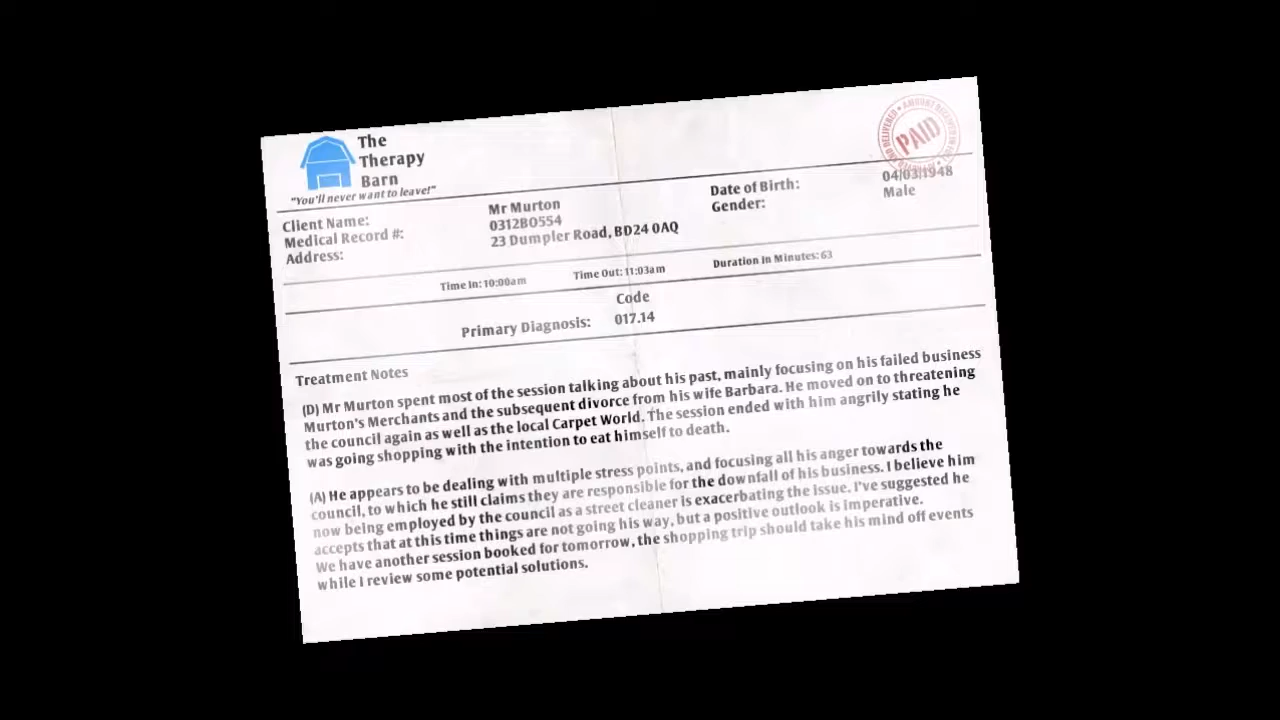 The
Therapy
Barn
"You'll never want to leave!"
PAID
Client Name: Mr Murton
Medical Record #: 0312BO554
Address: 23 Dumpler Road, BD24 0AQ
Date of Birth: 04/03/1948
Gender: Male
Time In: 10:00am Time Out: 11:03am Duration in Minutes: 63
Code
Primary Diagnosis: 017.14
Treatment Notes
(D) Mr Murton spent most of the session talking about his past, mainly focusing on his failed business
Murton's Merchants and the subsequent divorce from his wife Barbara. He moved on to threatening
the council again as well as the local Carpet World. The session ended with him angrily stating he
was going shopping with the intention to eat himself to death.
(A) He appears to be dealing with multiple stress points, and focusing all his anger towards the
council, to which he still claims they are responsible for the downfall of his business. I believe him
now being employed by the council as a street cleaner is exacerbating the issue. I've suggested he
accepts that at this time things are not going his way, but a positive outlook is imperative.
We have another session booked for tomorrow, the shopping trip should take his mind off events
while I review some potential solutions.